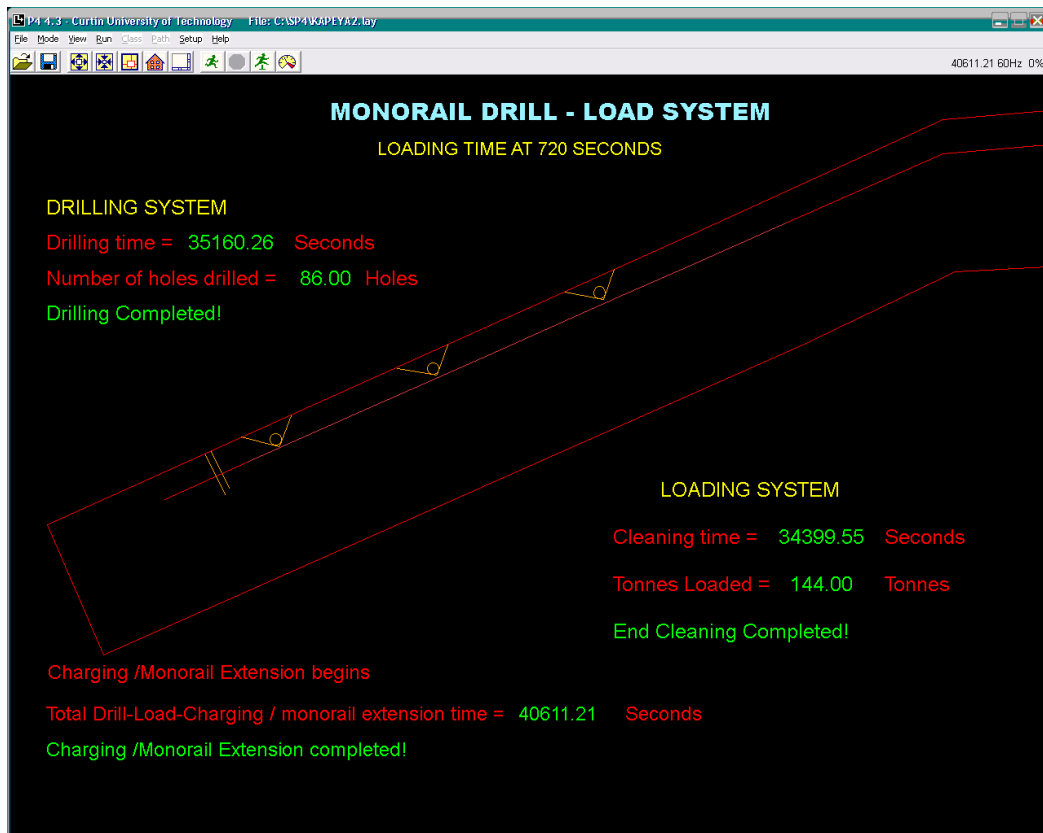 P4 4.3 - Curtin University of Technology File: C:\SP4\KAPEYA2.lay
File Mode View Run Class Path Setup Help
40611.21 60Hz 0%
MONORAIL DRILL - LOAD SYSTEM
LOADING TIME AT 720 SECONDS
DRILLING SYSTEM
Drilling time = 35160.26 Seconds
Number of holes drilled = 86.00 Holes
Drilling Completed!
LOADING SYSTEM
Cleaning time = 34399.55 Seconds
Tonnes Loaded = 144.00 Tonnes
End Cleaning Completed!
Charging /Monorail Extension begins
Total Drill-Load-Charging / monorail extension time = 40611.21 Seconds
Charging /Monorail Extension completed!